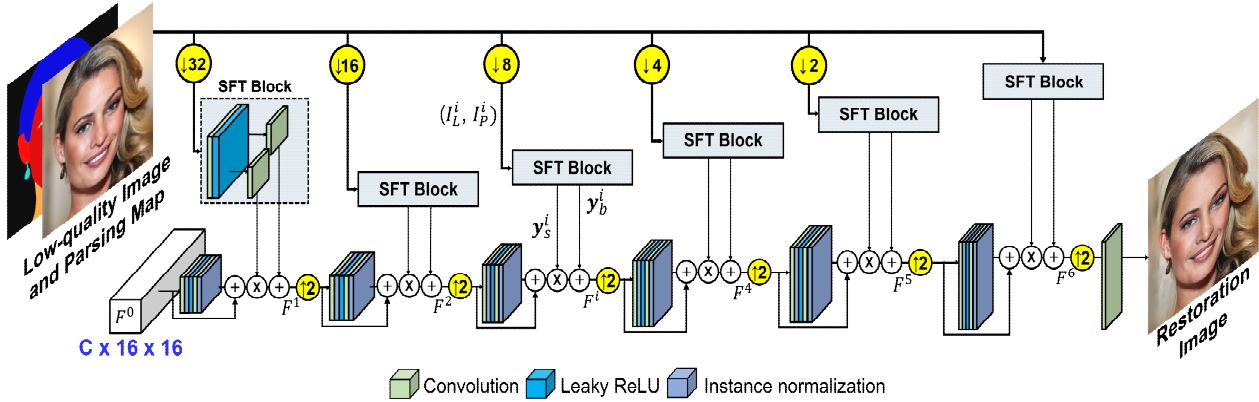 ↓32
↓16
↓8
↓4
↓2
SFT Block
SFT Block
SFT Block
SFT Block
SFT Block
SFT Block
(I_L^i, I_P^i)
y_s^i
y_b^i
Low-quality Image
and Parsing Map
F^0
C x 16 x 16
+ x + F^1 ↑2
+ x + F^2 ↑2
+ x + F^i ↑2
+ x + F^4 ↑2
+ x + F^5 ↑2
+ x + F^6 ↑2
Restoration
Image
Convolution
Leaky ReLU
Instance normalization